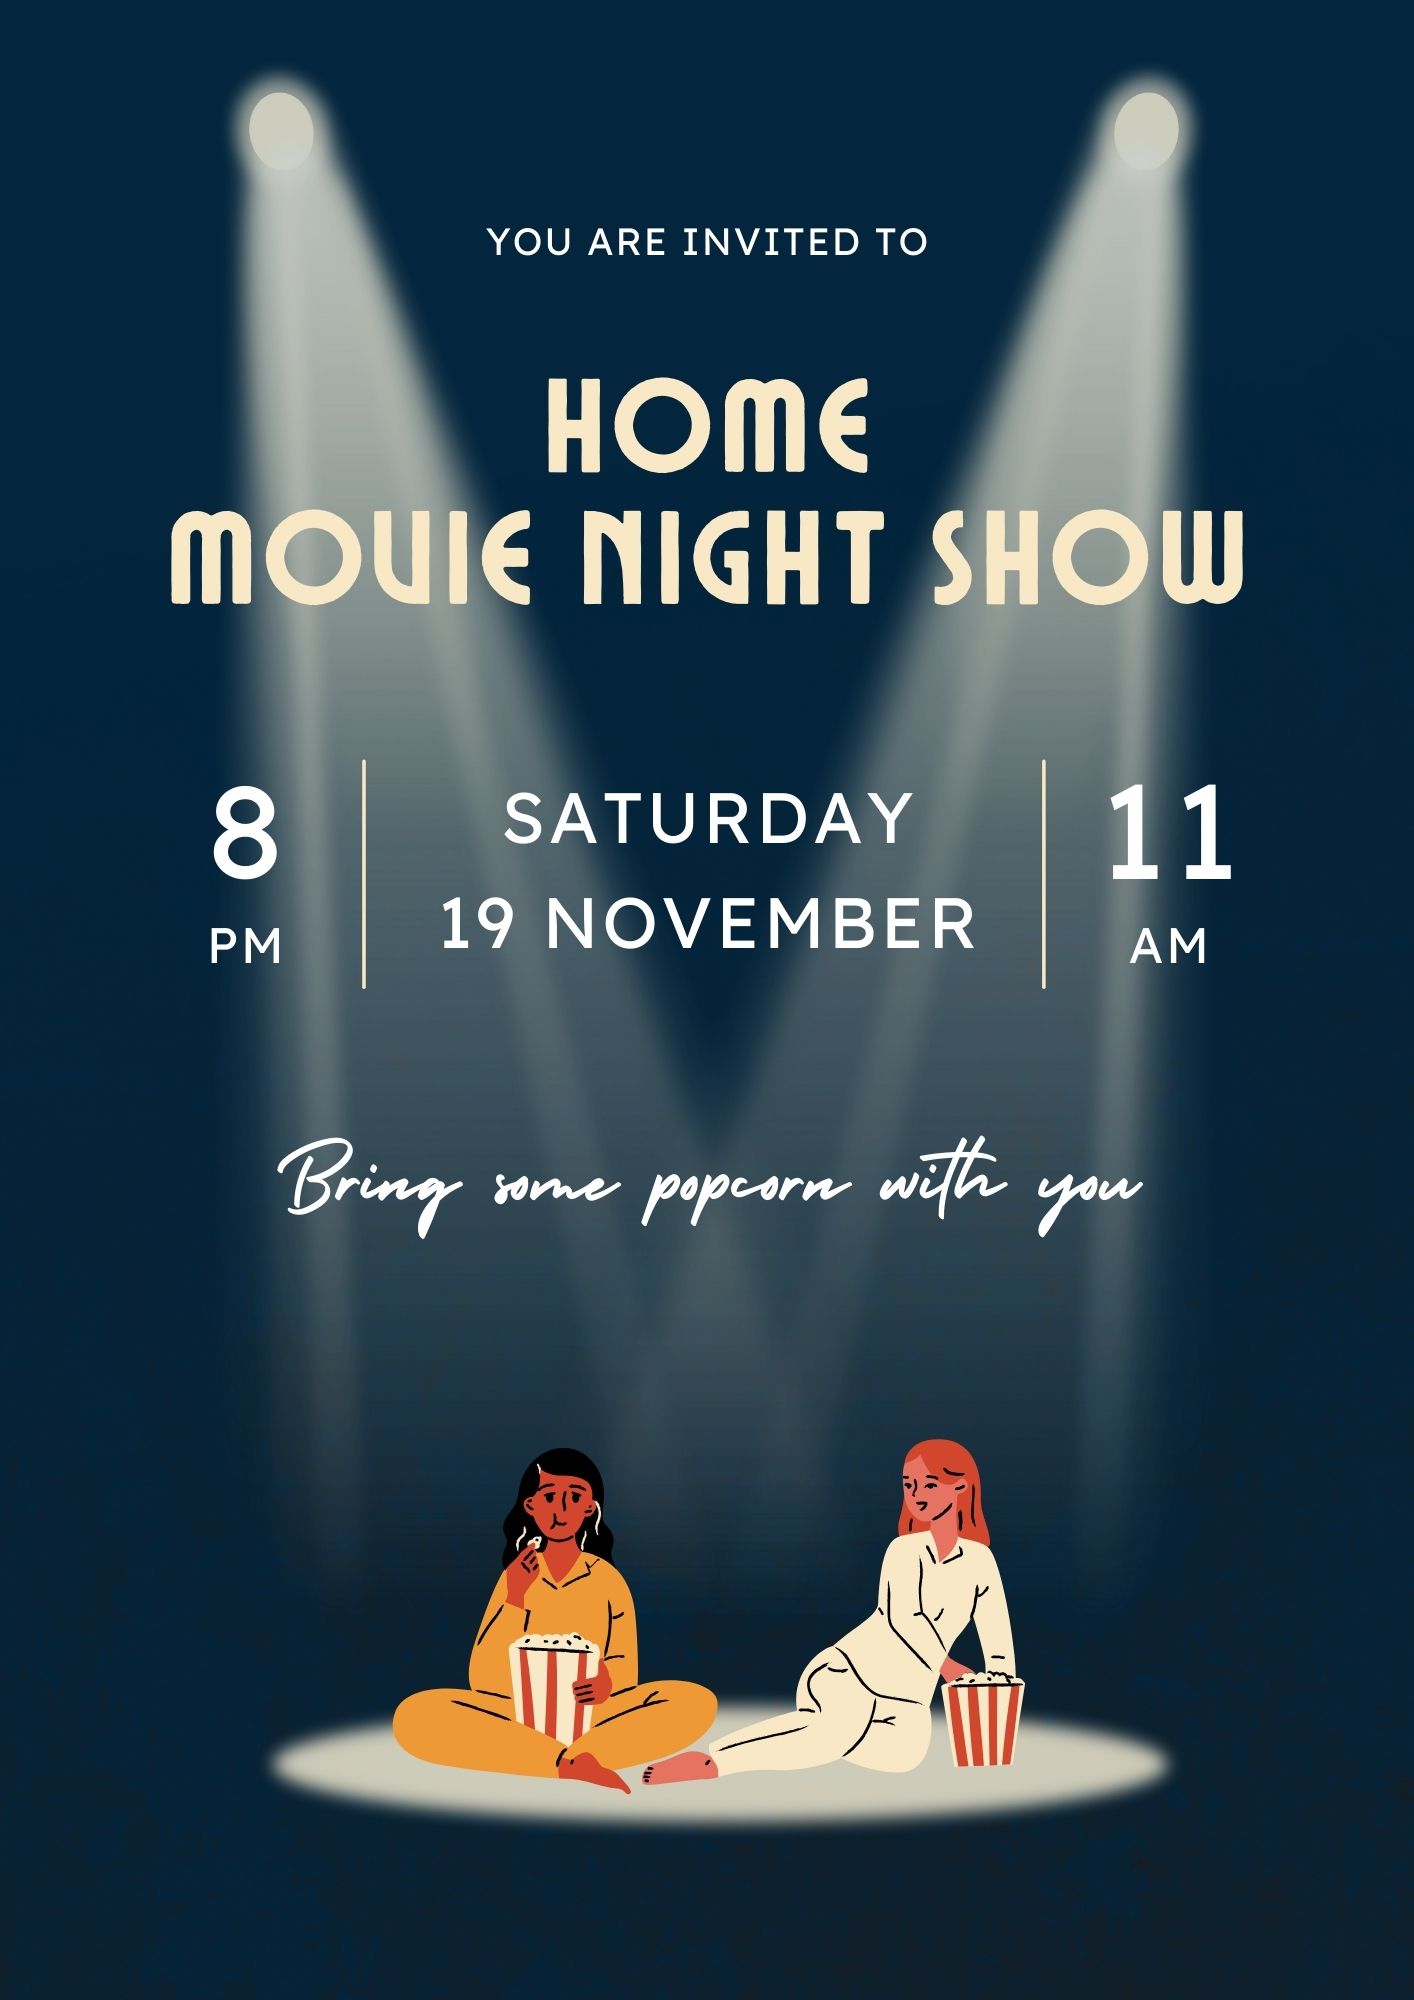 YOU ARE INVITED TO
HOME
MOVIE NIGHT SHOW
8
PM
SATURDAY
19 NOVEMBER
11
AM
Bring some popcorn with you